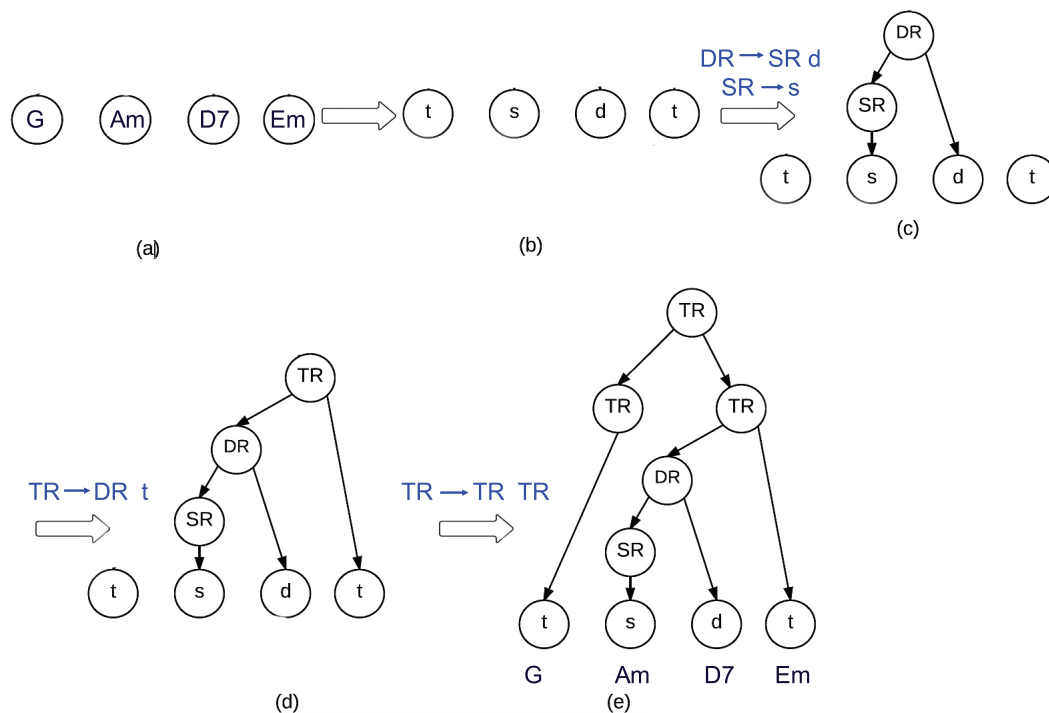 G Am D7 Em
t s d t
DR → SR d
SR → s
DR
SR
t s d t
(a)
(b)
(c)
TR → DR t
TR
DR
SR
t s d t
(d)
TR → TR TR
TR
TR TR
DR
SR
t s d t
G Am D7 Em
(e)